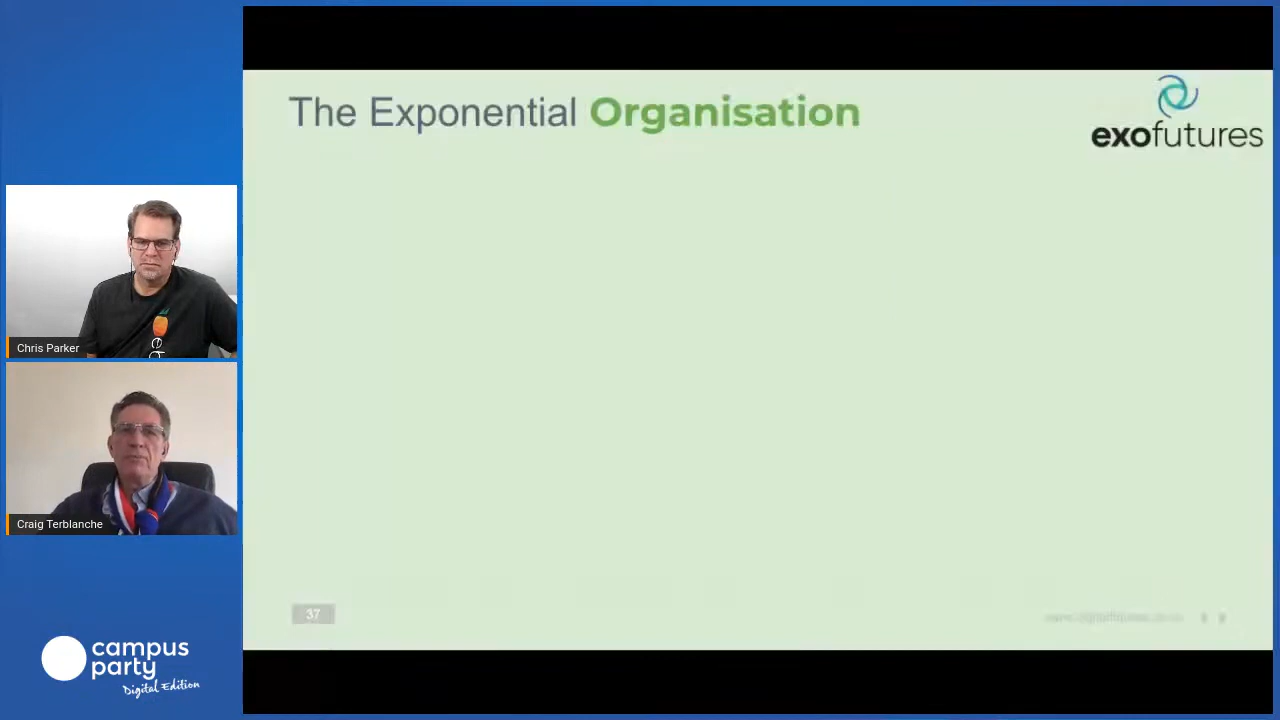 The Exponential Organisation
exofutures
Chris Parker
Craig Terblanche
37
campus
party
Digital Edition